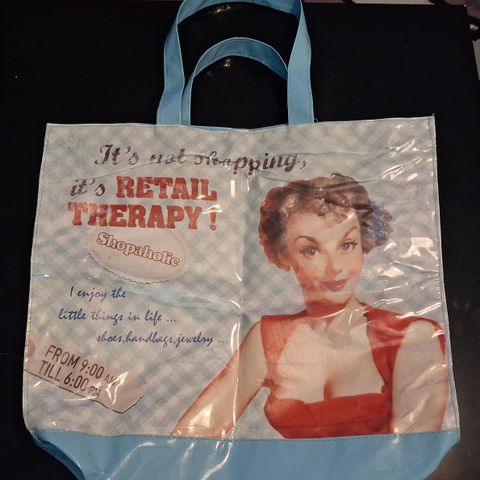 It's not shopping,
it's RETAIL
THERAPY!
Shopaholic
I enjoy the
little things in life ...
shoes,handbags,jewelry ...
FROM 9:00 AM
TILL 6:00 PM